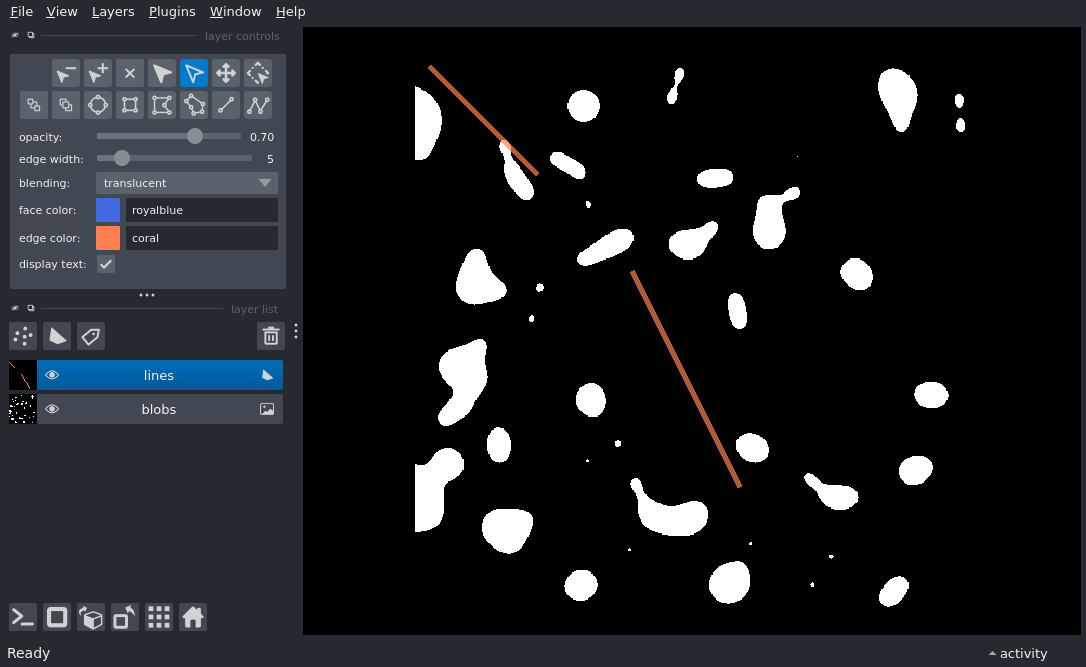 File View Layers Plugins Window Help
layer controls
opacity: 0.70
edge width: 5
blending: translucent
face color: royalblue
edge color: coral
display text:
layer list
lines
blobs
Ready
activity